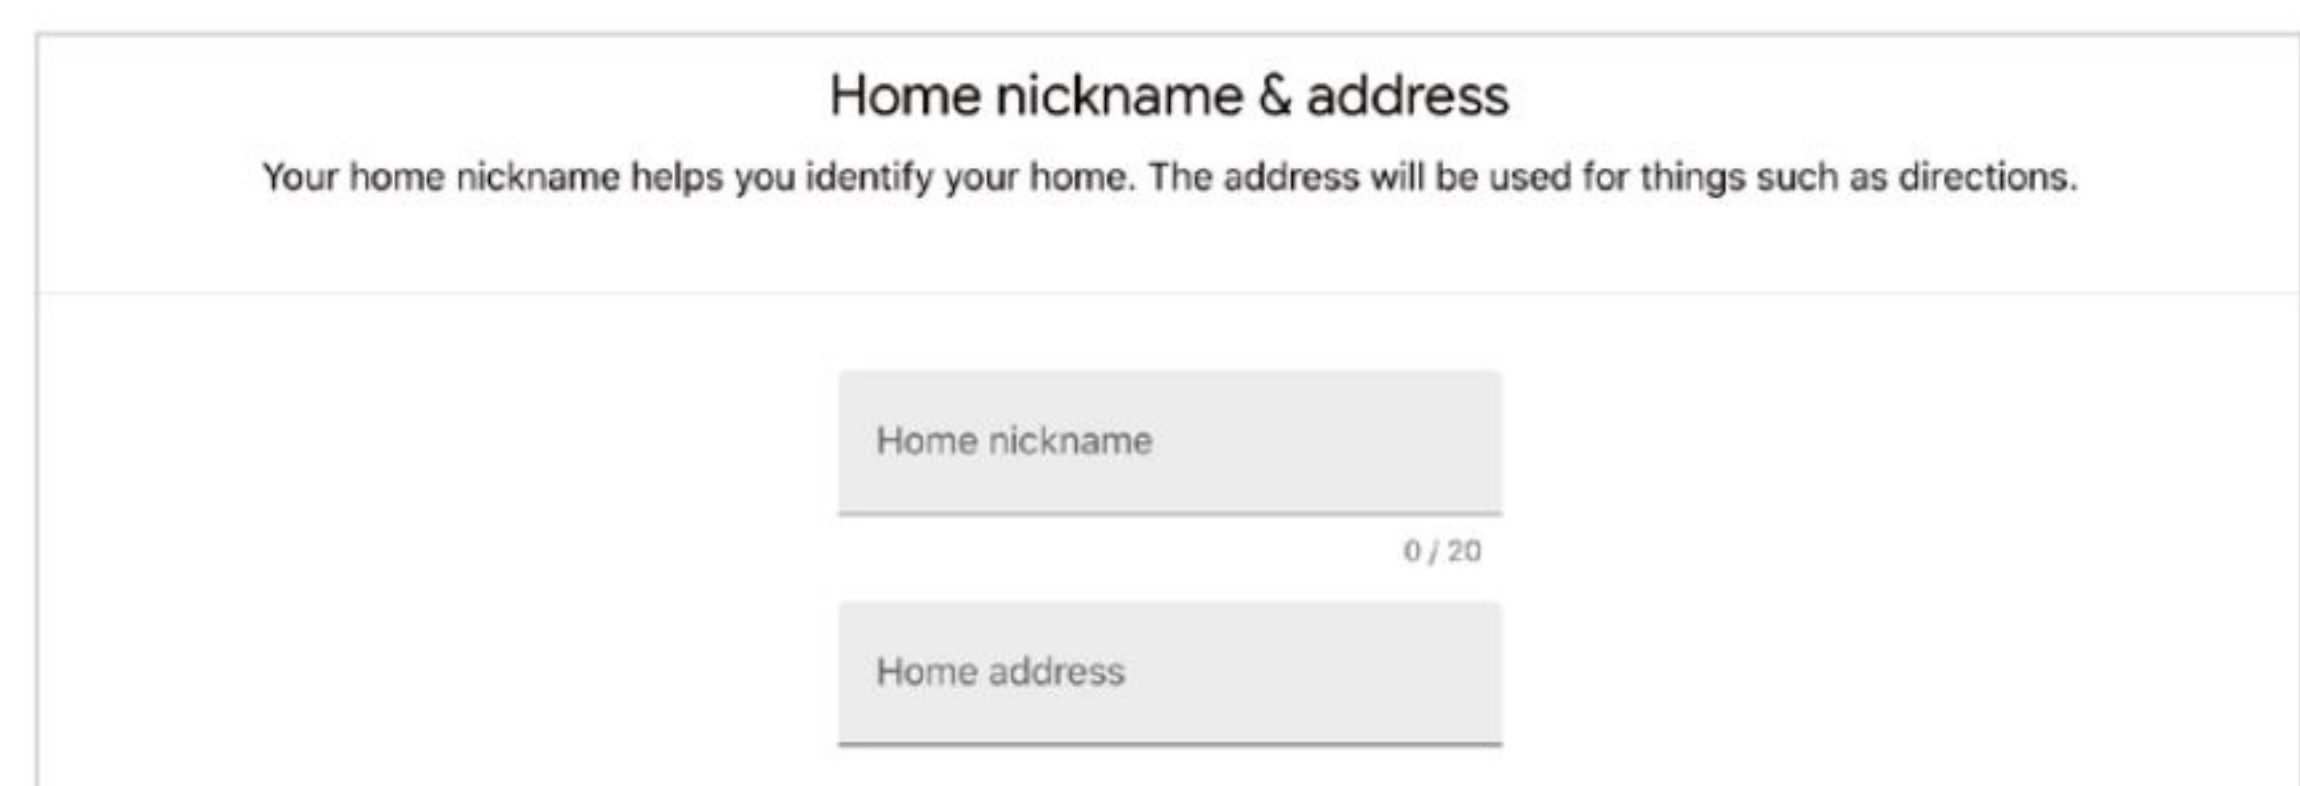 Home nickname & address
Your home nickname helps you identify your home. The address will be used for things such as directions.
Home nickname
0 / 20
Home address